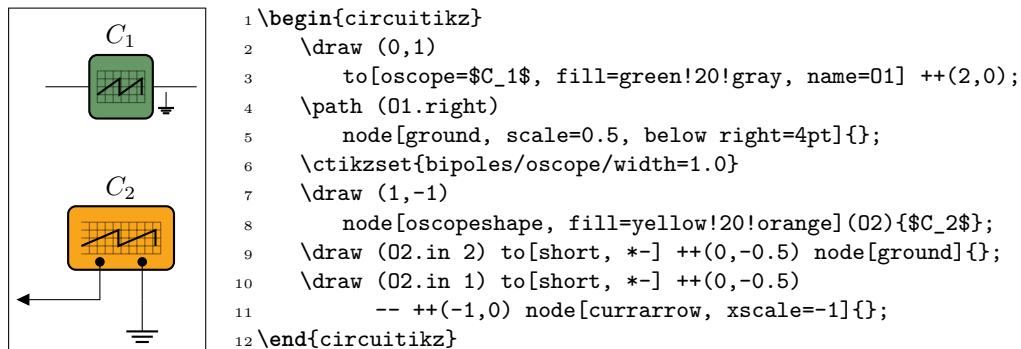 C_1
C_2
1 \begin{circuitikz}
2 \draw (0,1)
3 to[oscope=$C_1$, fill=green!20!gray, name=O1] ++(2,0);
4 \path (O1.right)
5 node[ground, scale=0.5, below right=4pt]{};
6 \ctikzset{bipoles/oscope/width=1.0}
7 \draw (1,-1)
8 node[oscopeshape, fill=yellow!20!orange](O2){$C_2$};
9 \draw (O2.in 2) to[short, *-] ++(0,-0.5) node[ground]{};
10 \draw (O2.in 1) to[short, *-] ++(0,-0.5)
11 -- ++(-1,0) node[currarrow, xscale=-1]{};
12 \end{circuitikz}